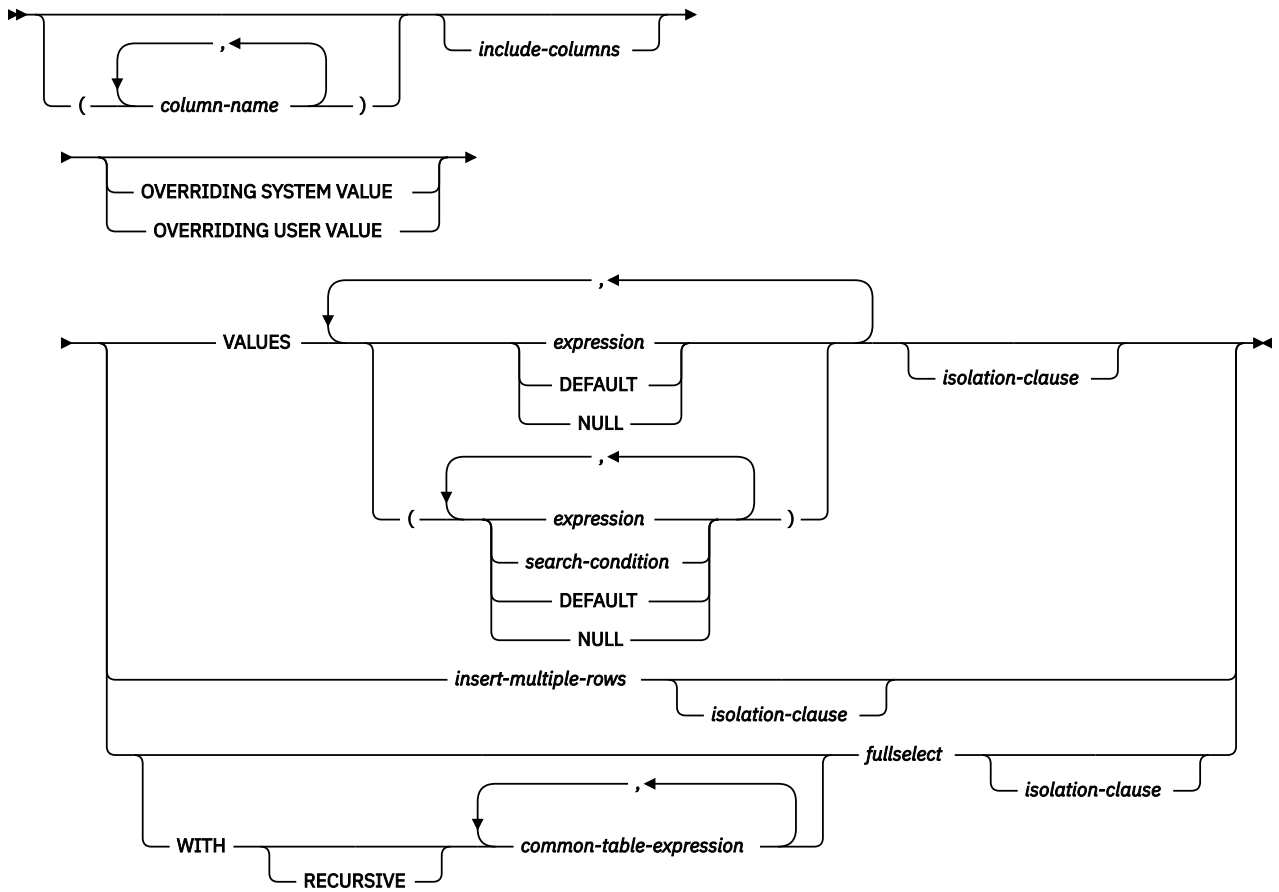 ,
include-columns
( column-name )
OVERRIDING SYSTEM VALUE
OVERRIDING USER VALUE
,
VALUES expression
isolation-clause
DEFAULT
NULL
,
( expression )
search-condition
DEFAULT
NULL
insert-multiple-rows
isolation-clause
fullselect
,
isolation-clause
WITH common-table-expression
RECURSIVE